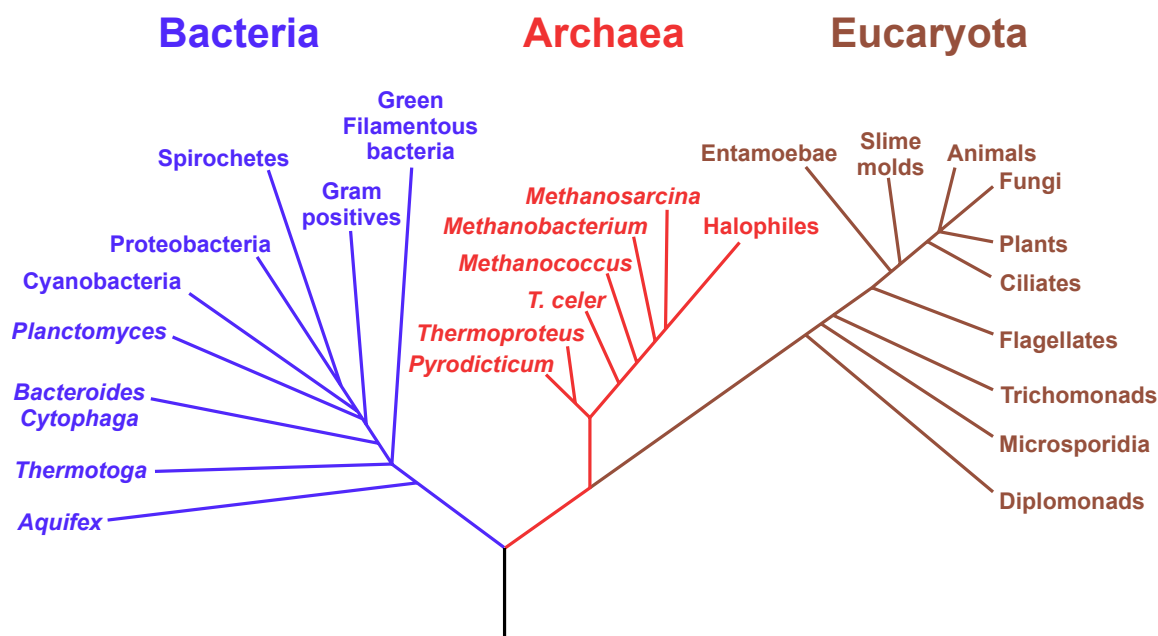 Bacteria
Archaea
Eucaryota
Green
Filamentous
bacteria
Spirochetes
Gram
positives
Proteobacteria
Cyanobacteria
Planctomyces
Bacteroides
Cytophaga
Thermotoga
Aquifex
Methanosarcina
Methanobacterium
Halophiles
Methanococcus
T. celer
Thermoproteus
Pyrodicticum
Entamoebae
Slime
molds
Animals
Fungi
Plants
Ciliates
Flagellates
Trichomonads
Microsporidia
Diplomonads